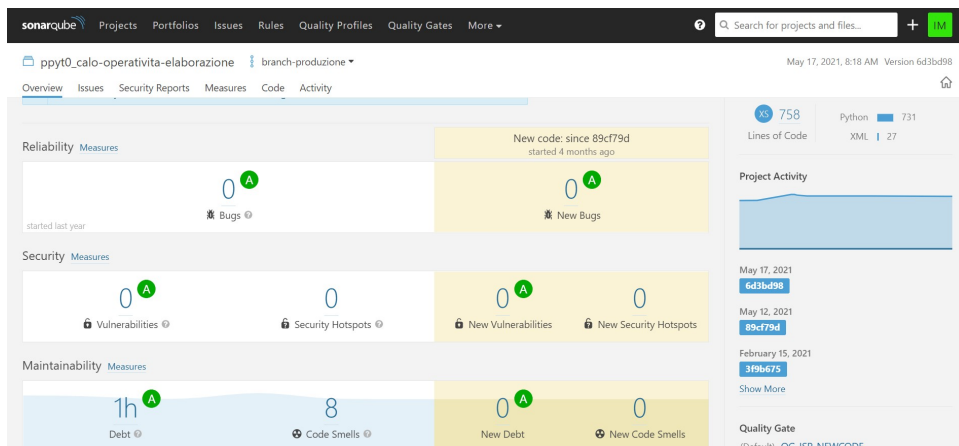 sonarqube Projects Portfolios Issues Rules Quality Profiles Quality Gates More Search for projects and files... + IM
ppyt0_calo-operativita-elaborazione branch-produzione May 17, 2021, 8:18 AM Version 6d3bd98
Overview Issues Security Reports Measures Code Activity
XS 758 Python 731
Lines of Code XML 27
New code: since 89cf79d
started 4 months ago
Reliability Measures
0 A
Bugs
started last year
0 A
New Bugs
Project Activity
Security Measures
0 A
Vulnerabilities
0
Security Hotspots
0 A
New Vulnerabilities
0
New Security Hotspots
May 17, 2021
6d3bd98
May 12, 2021
89cf79d
February 15, 2021
3f9b675
Show More
Maintainability Measures
1h A
Debt
8
Code Smells
0 A
New Debt
0
New Code Smells
Quality Gate